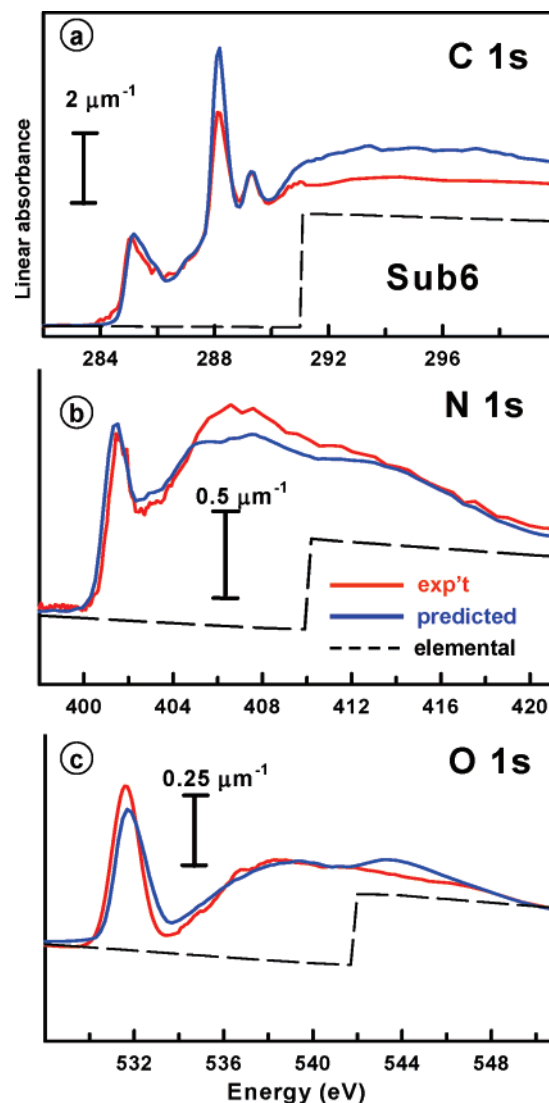 a
C 1s
2 μm-1
Linear absorbance
Sub6
284 288 292 296
b
N 1s
0.5 μm-1
exp't
predicted
elemental
400 404 408 412 416 420
c
O 1s
0.25 μm-1
532 536 540 544 548
Energy (eV)